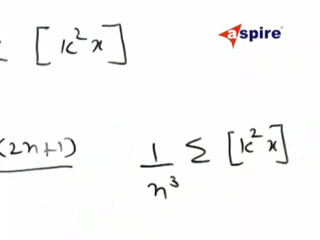 [k²x]
aspire®
(2n+1)
1/n³ Σ [k²x]